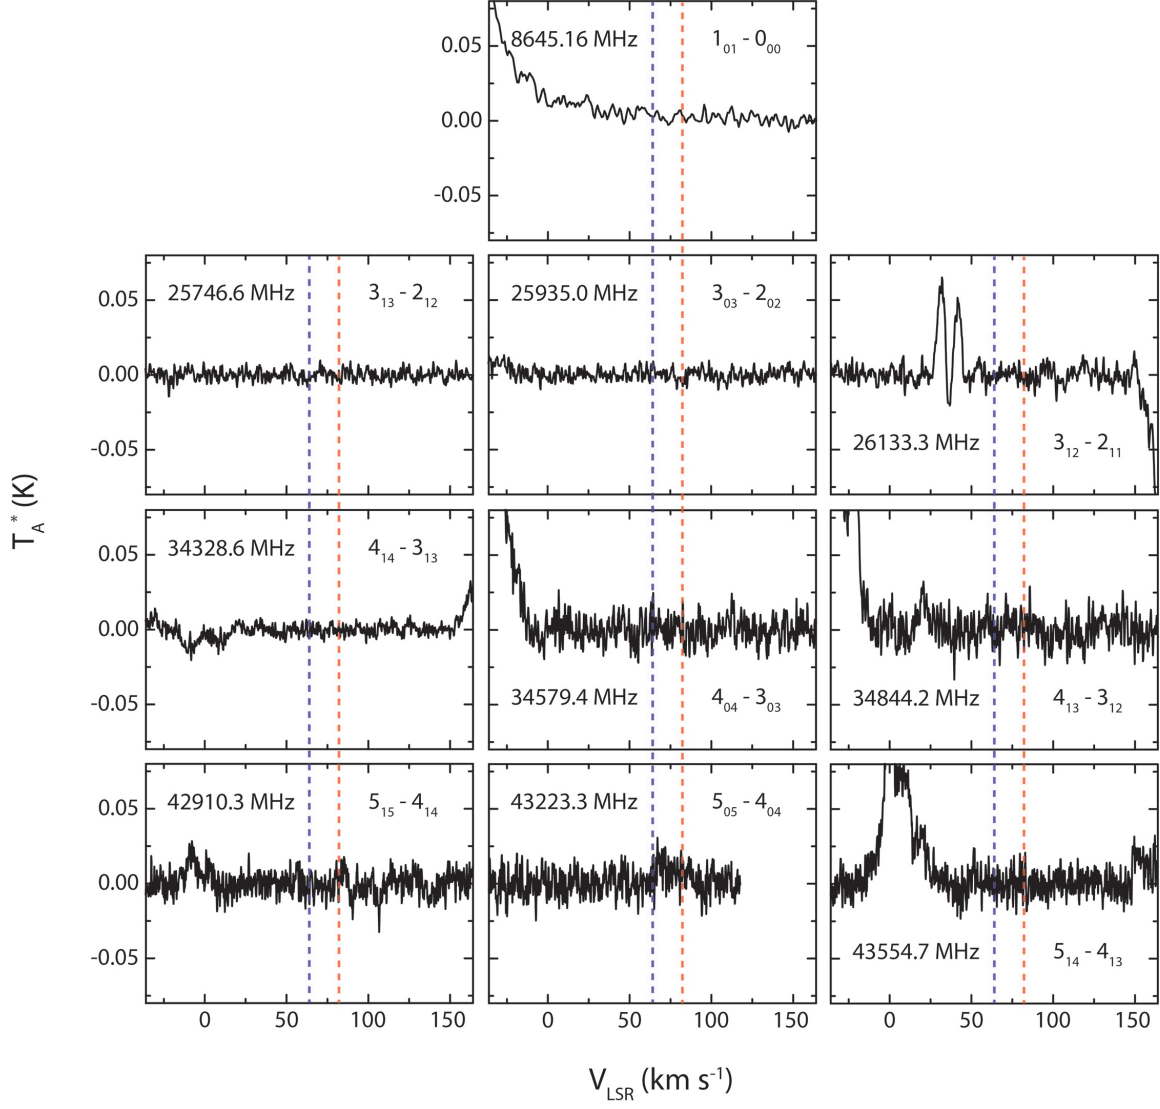 8645.16 MHz 1₀₁ - 0₀₀
0.05
0.00
-0.05
25746.6 MHz 3₁₃ - 2₁₂
25935.0 MHz 3₀₃ - 2₀₂
0.05
0.00
-0.05
26133.3 MHz 3₁₂ - 2₁₁
T_A* (K)
34328.6 MHz 4₁₄ - 3₁₃
0.05
0.00
-0.05
34579.4 MHz 4₀₄ - 3₀₃
34844.2 MHz 4₁₃ - 3₁₂
42910.3 MHz 5₁₅ - 4₁₄
43223.3 MHz 5₀₅ - 4₀₄
0.05
0.00
-0.05
43554.7 MHz 5₁₄ - 4₁₃
0 50 100 150
0 50 100 150
0 50 100 150
V_LSR (km s⁻¹)